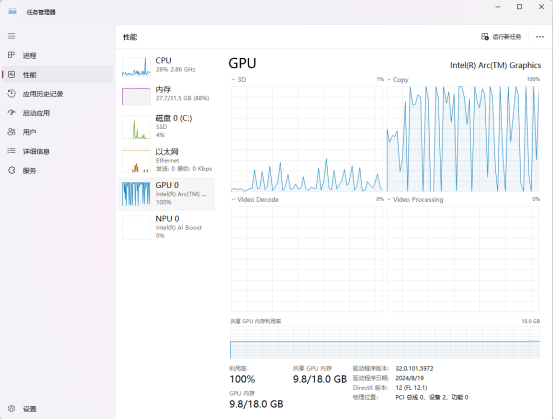 任务管理器
性能
运行新任务
进程
性能
应用历史记录
启动应用
用户
详细信息
服务
设置
CPU
28% 2.86 GHz
内存
27.7/31.5 GB (88%)
磁盘 0 (C:)
SSD
4%
以太网
Ethernet
发送: 0 接收: 0 Kbps
GPU 0
Intel(R) Arc(TM) ...
100%
NPU 0
Intel(R) AI Boost
0%
GPU
Intel(R) Arc(TM) Graphics
3D
1%
Copy
100%
Video Decode
0%
Video Processing
0%
共享 GPU 内存利用率
18.0 GB
利用率
100%
共享 GPU 内存
9.8/18.0 GB
GPU 内存
9.8/18.0 GB
驱动程序版本:
32.0.101.5972
驱动程序日期:
2024/8/19
DirectX 版本:
12 (FL 12.1)
物理位置:
PCI 总线 0、设备 2、功能 0